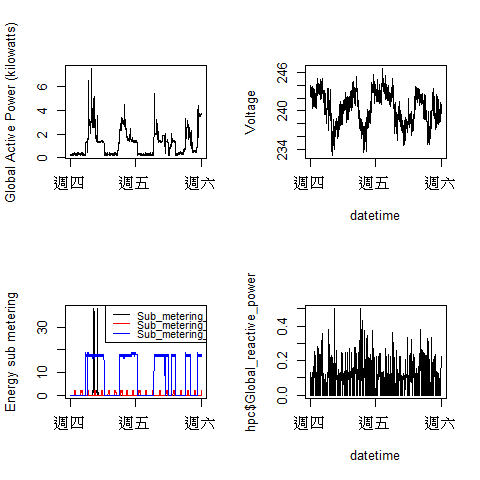 Global Active Power (kilowatts)
0 2 4 6
週四 週五 週六
Voltage
234 240 246
週四 週五 週六
datetime
Energy sub metering
0 10 30
Sub_metering_
Sub_metering_
Sub_metering_
週四 週五 週六
hpc$Global_reactive_power
0.0 0.2 0.4
週四 週五 週六
datetime